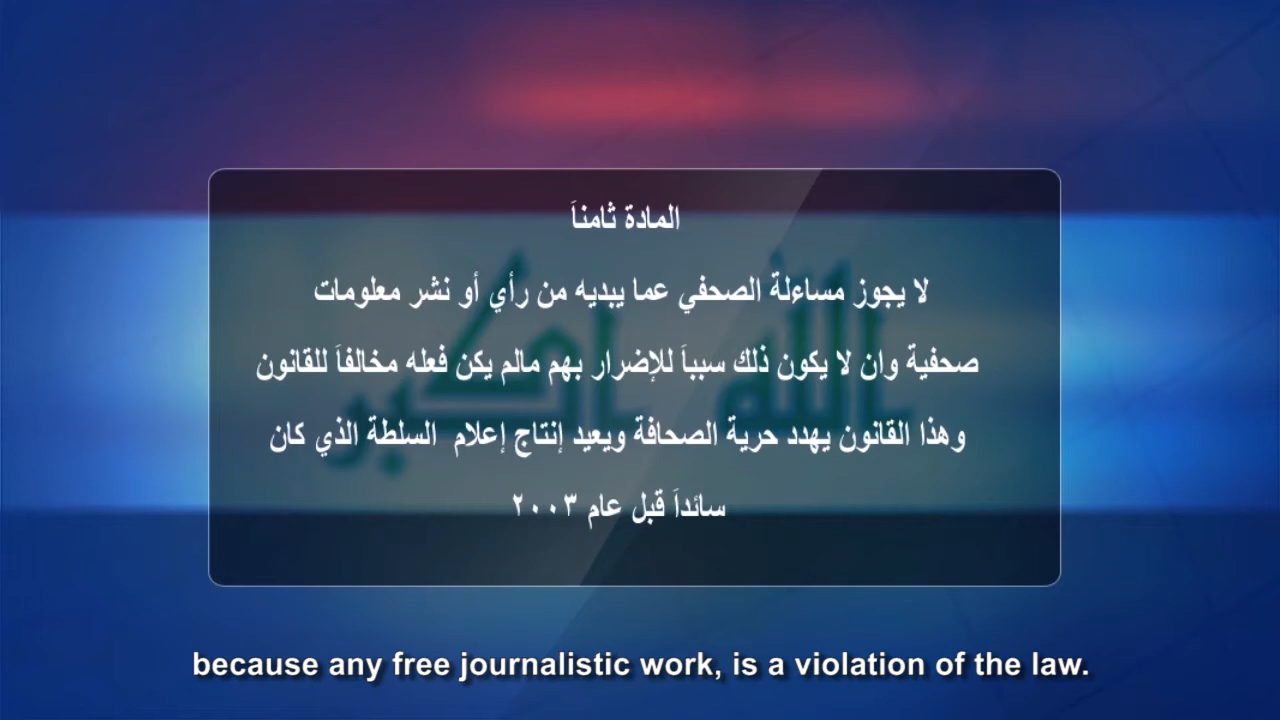 المادة ثامناَ
لا يجوز مساءلة الصحفي عما يبديه من رأي أو نشر معلومات
صحفية وان لا يكون ذلك سبباَ للإضرار بهم مالم يكن فعله مخالفاَ للقانون
وهذا القانون يهدد حرية الصحافة ويعيد إنتاج إعلام السلطة الذي كان
سائداَ قبل عام ٢٠٠٣
الله اكبر
because any free journalistic work, is a violation of the law.